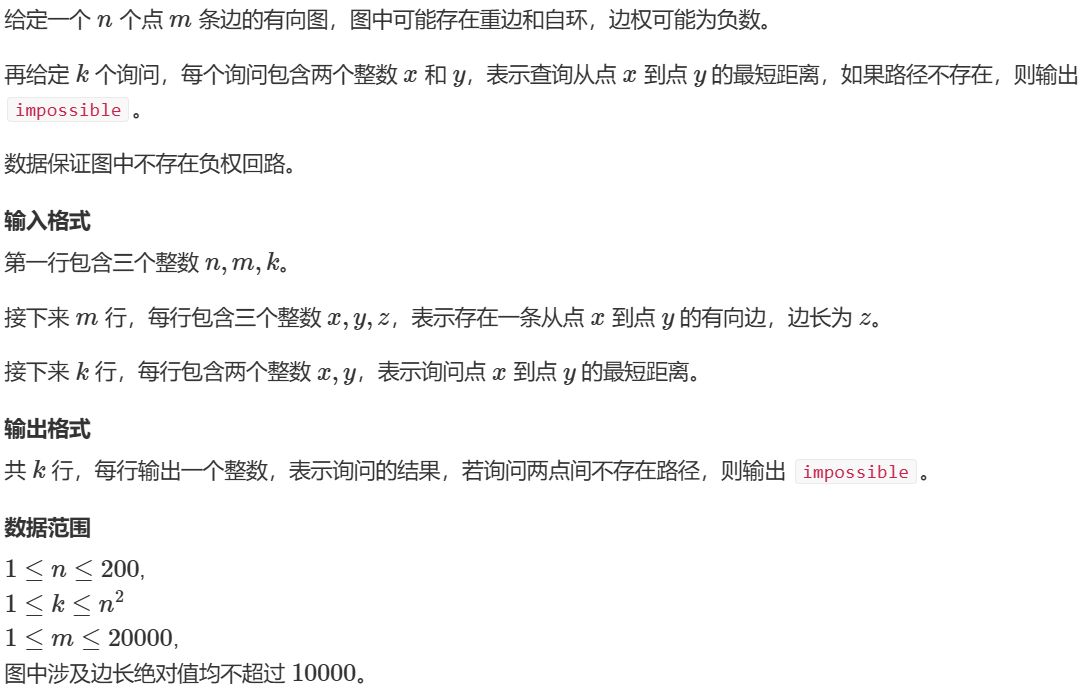 给定一个 n 个点 m 条边的有向图，图中可能存在重边和自环，边权可能为负数。
再给定 k 个询问，每个询问包含两个整数 x 和 y，表示查询从点 x 到点 y 的最短距离，如果路径不存在，则输出
impossible 。
数据保证图中不存在负权回路。
输入格式
第一行包含三个整数 n, m, k。
接下来 m 行，每行包含三个整数 x, y, z，表示存在一条从点 x 到点 y 的有向边，边长为 z。
接下来 k 行，每行包含两个整数 x, y，表示询问点 x 到点 y 的最短距离。
输出格式
共 k 行，每行输出一个整数，表示询问的结果，若询问两点间不存在路径，则输出 impossible 。
数据范围
1 ≤ n ≤ 200,
1 ≤ k ≤ n²
1 ≤ m ≤ 20000,
图中涉及边长绝对值均不超过 10000。